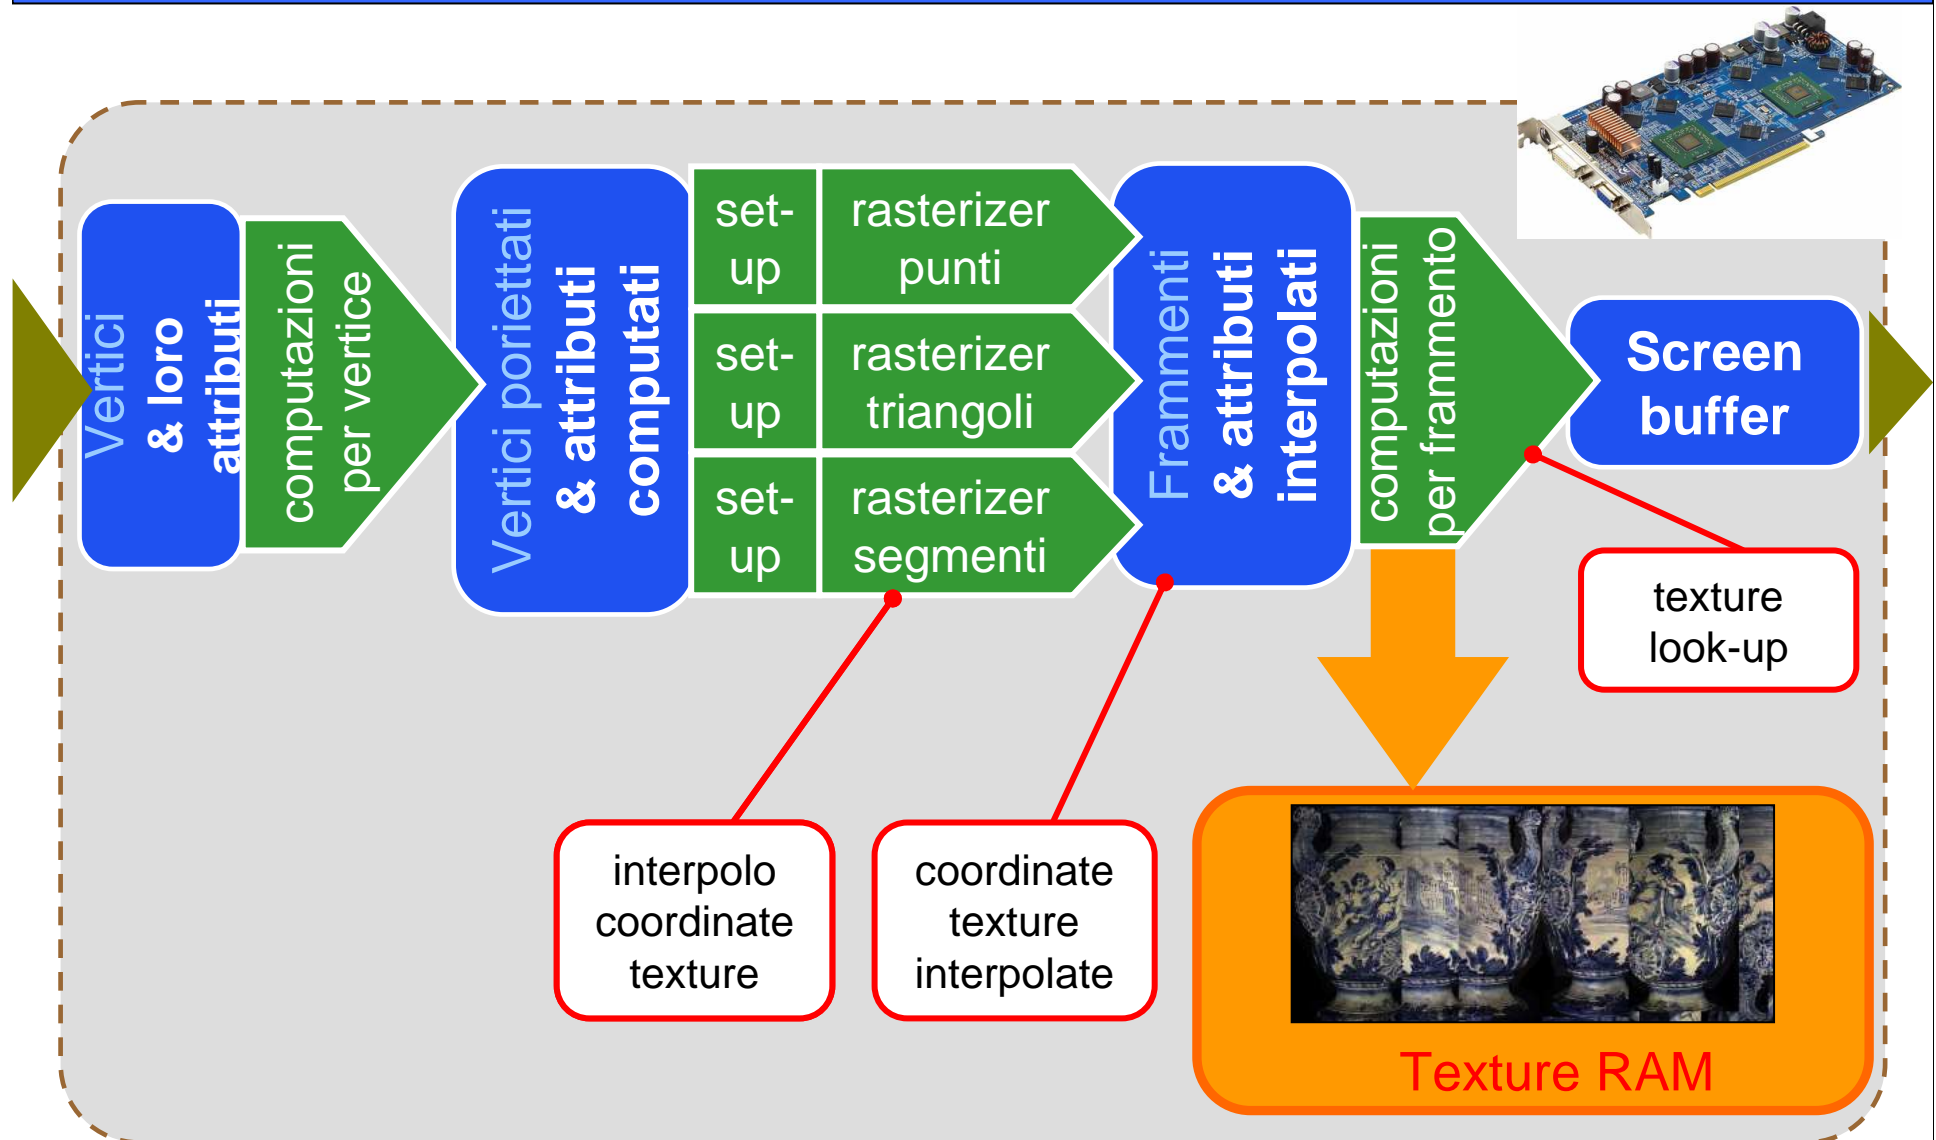 Vertici
& loro
attributi
computazioni
per vertice
Vertici poriettati
& attributi
computati
set-
up
rasterizer
punti
set-
up
rasterizer
triangoli
set-
up
rasterizer
segmenti
Frammenti
& attributi
interpolati
computazioni
per frammento
Screen
buffer
texture
look-up
interpolo
coordinate
texture
coordinate
texture
interpolate
Texture RAM